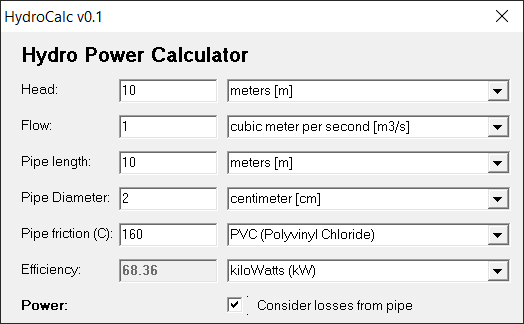 HydroCalc v0.1
Hydro Power Calculator
Head: 10 meters [m]
Flow: 1 cubic meter per second [m3/s]
Pipe length: 10 meters [m]
Pipe Diameter: 2 centimeter [cm]
Pipe friction (C): 160 PVC (Polyvinyl Chloride)
Efficiency: 68.36 kiloWatts (kW)
Power: Consider losses from pipe